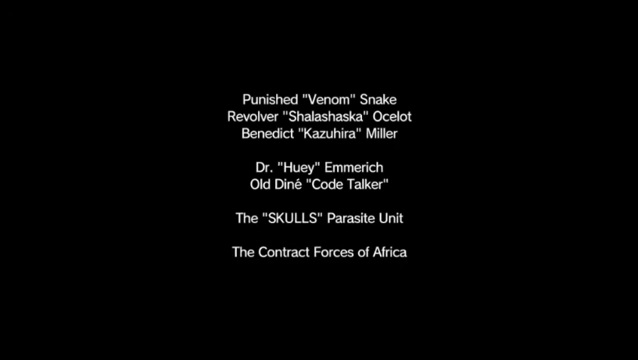 Punished "Venom" Snake
Revolver "Shalashaska" Ocelot
Benedict "Kazuhira" Miller
Dr. "Huey" Emmerich
Old Diné "Code Talker"
The "SKULLS" Parasite Unit
The Contract Forces of Africa